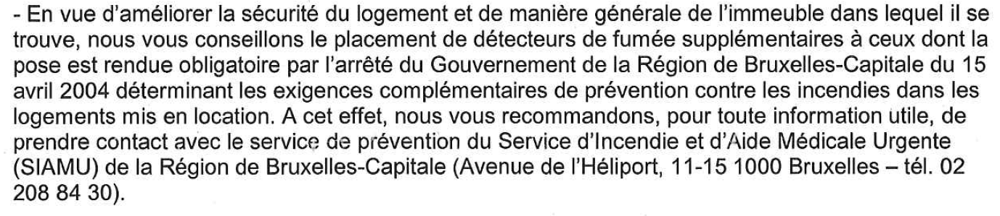 - En vue d'améliorer la sécurité du logement et de manière générale de l'immeuble dans lequel il se
trouve, nous vous conseillons le placement de détecteurs de fumée supplémentaires à ceux dont la
pose est rendue obligatoire par l'arrêté du Gouvernement de la Région de Bruxelles-Capitale du 15
avril 2004 déterminant les exigences complémentaires de prévention contre les incendies dans les
logements mis en location. A cet effet, nous vous recommandons, pour toute information utile, de
prendre contact avec le service de prévention du Service d'Incendie et d'Aide Médicale Urgente
(SIAMU) de la Région de Bruxelles-Capitale (Avenue de l'Héliport, 11-15 1000 Bruxelles – tél. 02
208 84 30).